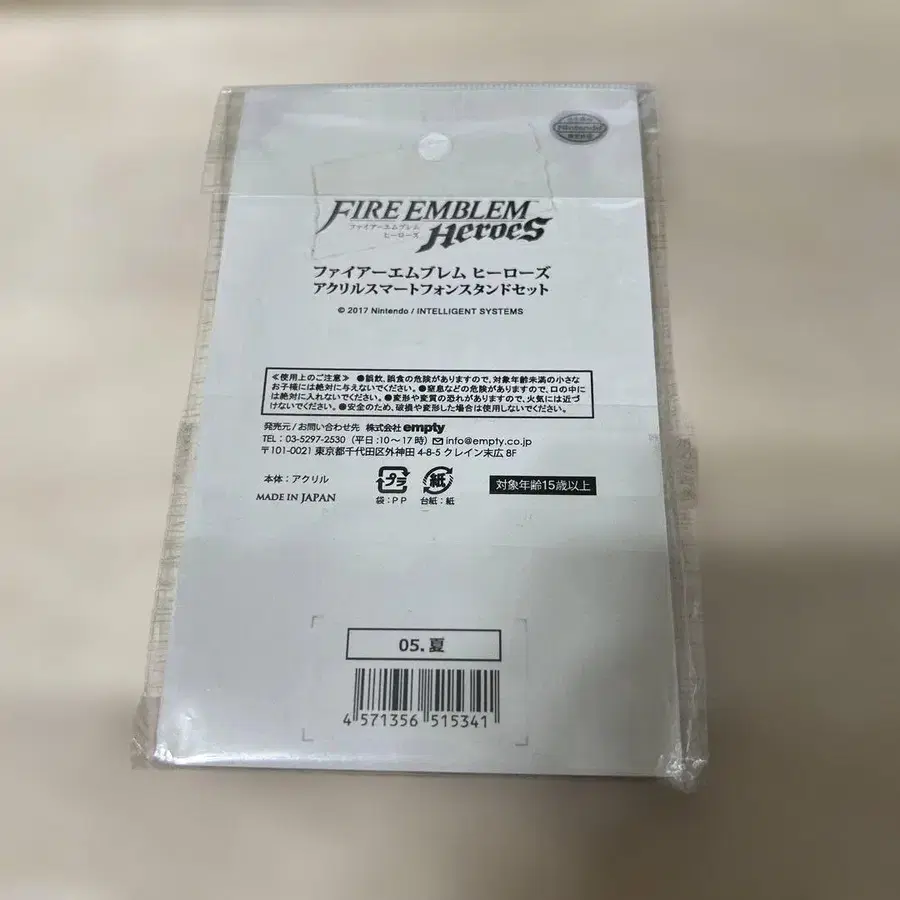 Nintendo
FIRE EMBLEM
ファイアーエムブレム
ヒーローズ
Heroes
ファイアーエムブレム ヒーローズ
アクリルスマートフォンスタンドセット
© 2017 Nintendo / INTELLIGENT SYSTEMS
≪使用上のご注意≫ ●誤飲、誤食の危険がありますので、対象年齢未満の小さな
お子様には絶対に与えないでください。●窒息などの危険がありますので、口の中に
は絶対に入れないでください。●変形や変質の恐れがありますので、火気には近づ
けないでください。●安全のため、破損や変形した場合は使用しないでください。
発売元 / お問い合わせ先 株式会社empty
TEL : 03-5297-2530 (平日 : 10〜17時) info@empty.co.jp
〒101-0021 東京都千代田区外神田 4-8-5 クレイン末広 8F
本体 : アクリル
MADE IN JAPAN
プラ
袋 : PP
紙
台紙 : 紙
対象年齢15歳以上
05. 夏
4 571356 515341